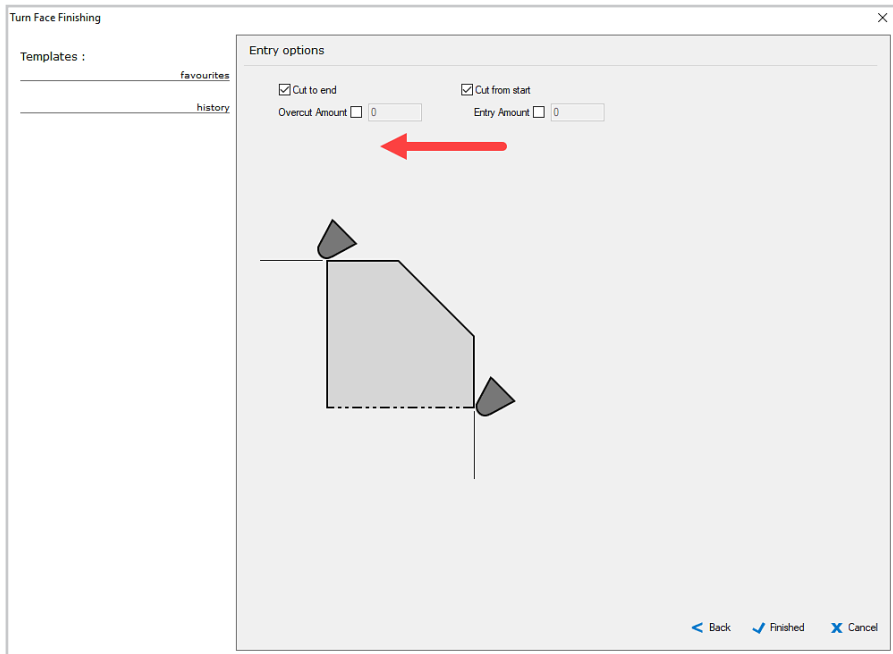 Turn Face Finishing
Templates :
favourites
history
Entry options
Cut to end
Cut from start
Overcut Amount 0
Entry Amount 0
Back
Finished
Cancel